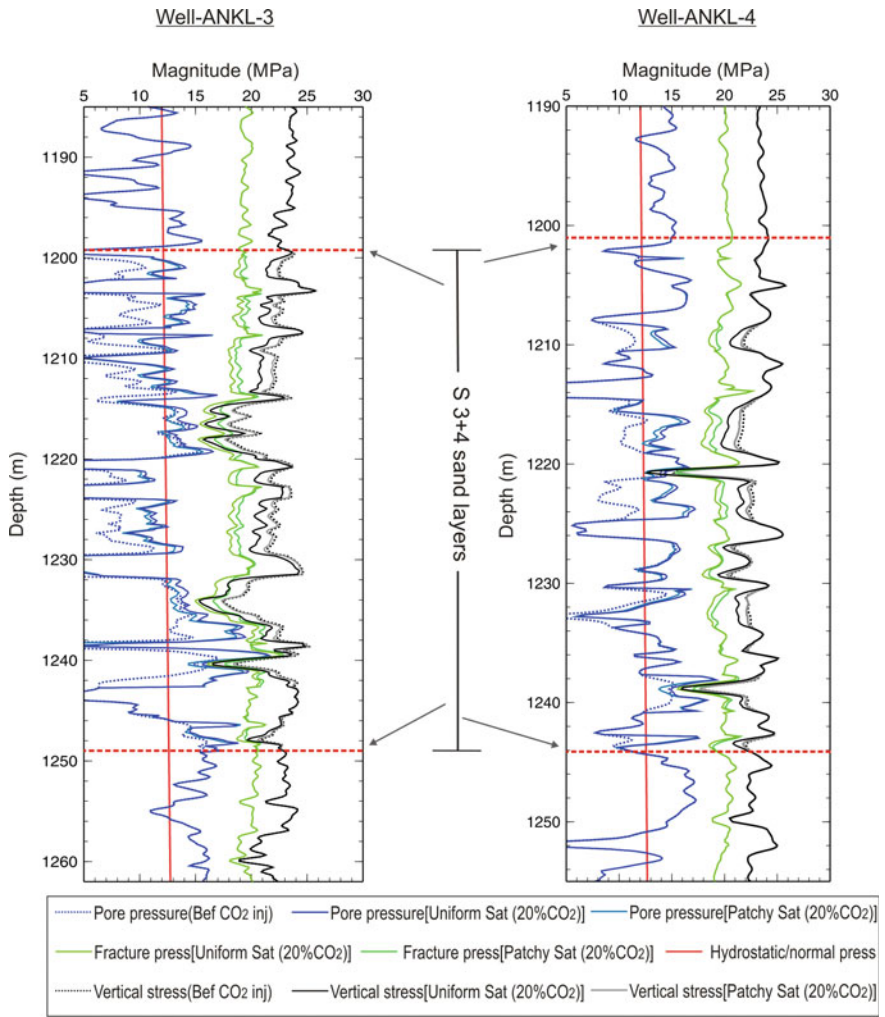 Well-ANKL-3
Well-ANKL-4
Magnitude (MPa)
5 10 15 20 25 30
Magnitude (MPa)
5 10 15 20 25 30
Depth (m)
1190
1200
1210
1220
1230
1240
1250
1260
S 3+4 sand layers
Depth (m)
1190
1200
1210
1220
1230
1240
1250
Pore pressure(Bef CO2 inj) Pore pressure[Uniform Sat (20%CO2)] Pore pressure[Patchy Sat (20%CO2)]
Fracture press[Uniform Sat (20%CO2)] Fracture press[Patchy Sat (20%CO2)] Hydrostatic/normal press
Vertical stress(Bef CO2 inj) Vertical stress[Uniform Sat (20%CO2)] Vertical stress[Patchy Sat (20%CO2)]